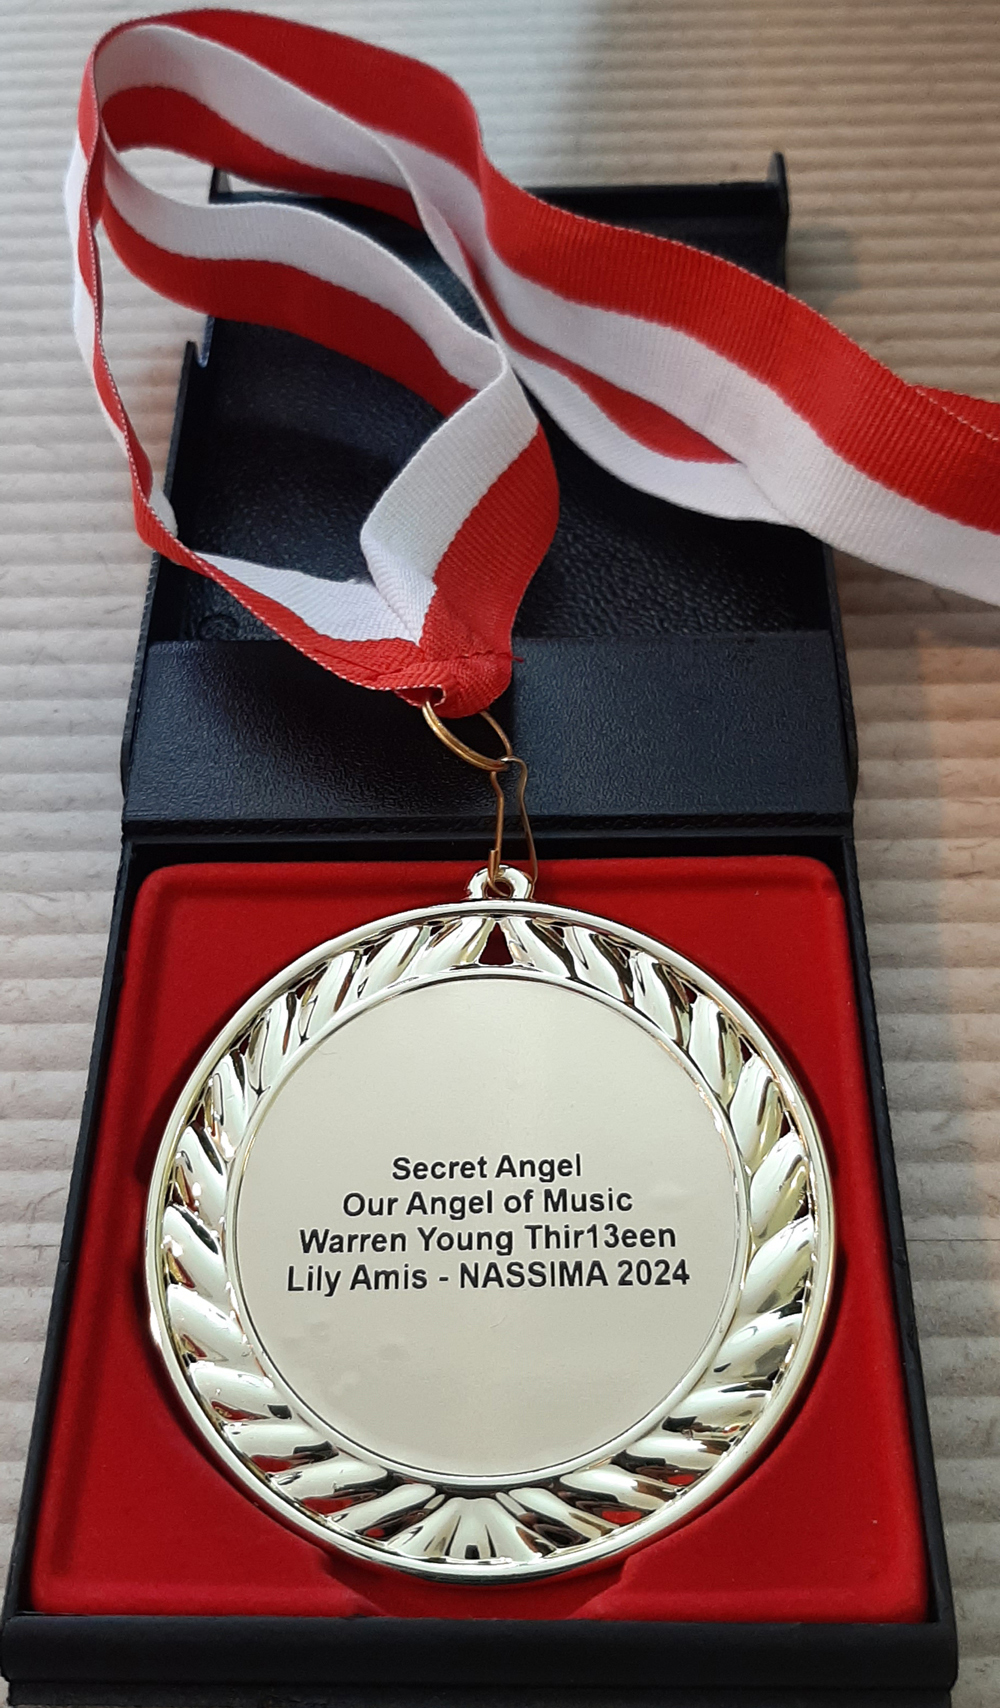 Secret Angel
Our Angel of Music
Warren Young Thir13een
Lily Amis - NASSIMA 2024